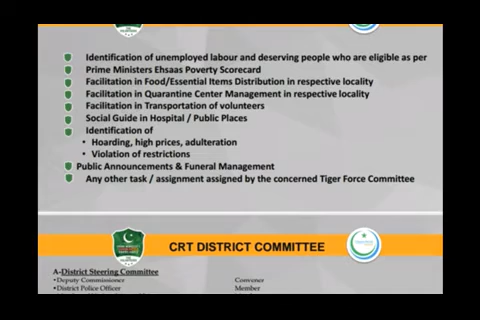 Identification of unemployed labour and deserving people who are eligible as per
Prime Ministers Ehsaas Poverty Scorecard
Facilitation in Food/Essential Items Distribution in respective locality
Facilitation in Quarantine Center Management in respective locality
Facilitation in Transportation of volunteers
Social Guide in Hospital / Public Places
Identification of
• Hoarding, high prices, adulteration
• Violation of restrictions
Public Announcements & Funeral Management
Any other task / assignment assigned by the concerned Tiger Force Committee
CRT DISTRICT COMMITTEE
A-District Steering Committee
•Deputy Commissioner Convener
•District Police Officer Member